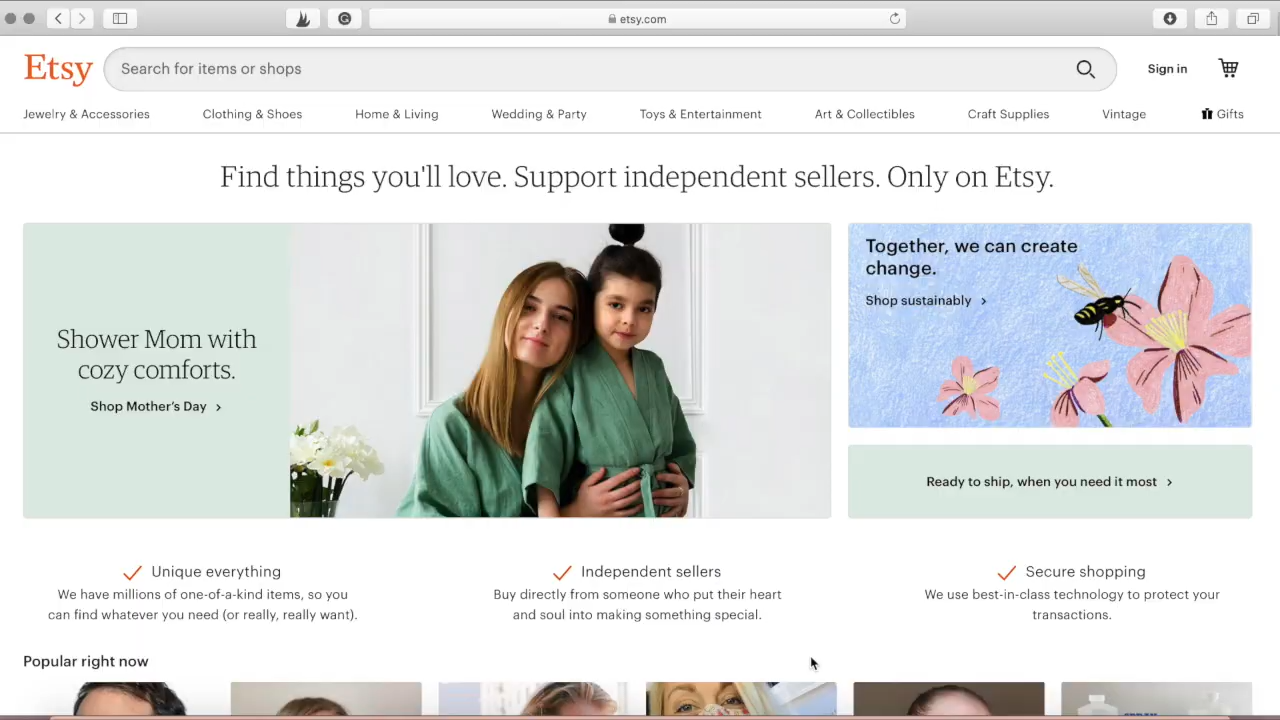 etsy.com
Etsy
Search for items or shops
Sign in
Jewelry & Accessories
Clothing & Shoes
Home & Living
Wedding & Party
Toys & Entertainment
Art & Collectibles
Craft Supplies
Vintage
Gifts
Find things you'll love. Support independent sellers. Only on Etsy.
Shower Mom with
cozy comforts.
Shop Mother's Day >
Together, we can create
change.
Shop sustainably >
Ready to ship, when you need it most >
Unique everything
We have millions of one-of-a-kind items, so you
can find whatever you need (or really, really want).
Independent sellers
Buy directly from someone who put their heart
and soul into making something special.
Secure shopping
We use best-in-class technology to protect your
transactions.
Popular right now